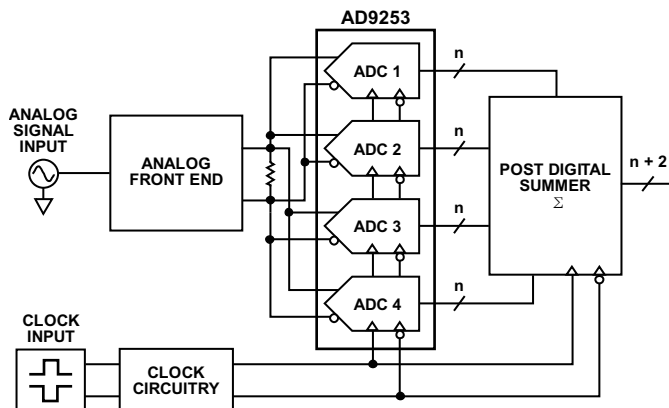 AD9253
ADC 1
ADC 2
ADC 3
ADC 4
n
n
n
n
ANALOG
SIGNAL
INPUT
ANALOG
FRONT END
POST DIGITAL
SUMMER
Σ
n + 2
CLOCK
INPUT
CLOCK
CIRCUITRY